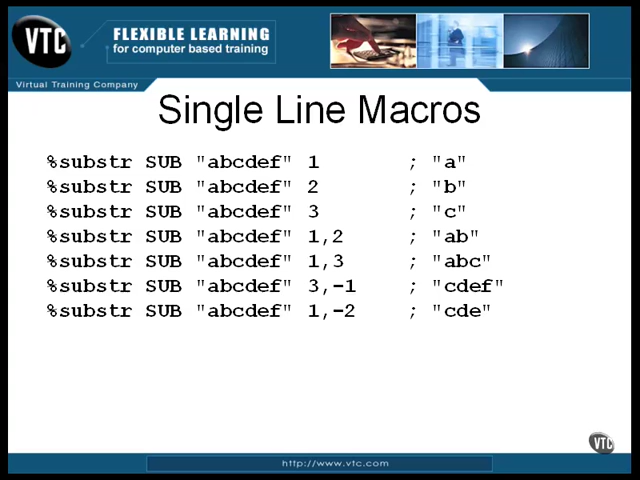 VTC
FLEXIBLE LEARNING
for computer based training
Virtual Training Company
Single Line Macros
%substr SUB "abcdef" 1 ; "a"
%substr SUB "abcdef" 2 ; "b"
%substr SUB "abcdef" 3 ; "c"
%substr SUB "abcdef" 1,2 ; "ab"
%substr SUB "abcdef" 1,3 ; "abc"
%substr SUB "abcdef" 3,-1 ; "cdef"
%substr SUB "abcdef" 1,-2 ; "cde"
VTC
http://www.vtc.com